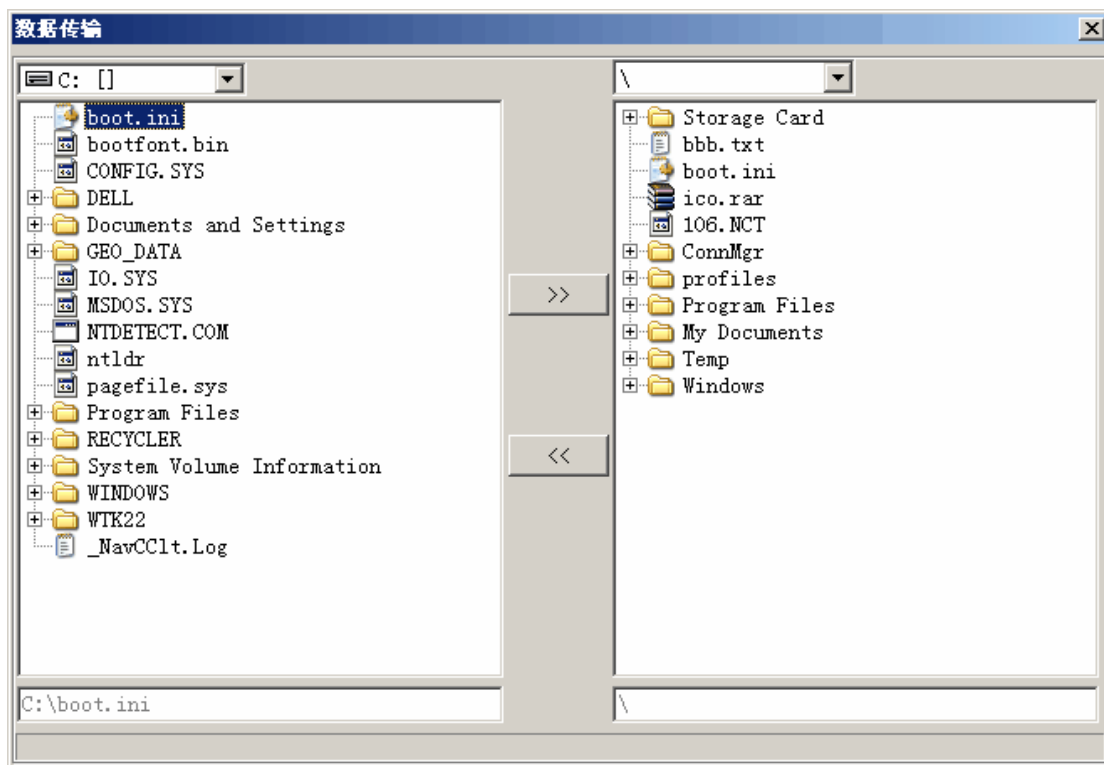 数据传输
C: []
boot.ini
bootfont.bin
CONFIG.SYS
DELL
Documents and Settings
GEO_DATA
IO.SYS
MSDOS.SYS
NTDETECT.COM
ntldr
pagefile.sys
Program Files
RECYCLER
System Volume Information
WINDOWS
WTK22
_NavCClt.Log
C:\boot.ini
>>
<<
\
Storage Card
bbb.txt
boot.ini
ico.rar
106.NCT
ConnMgr
profiles
Program Files
My Documents
Temp
Windows
\